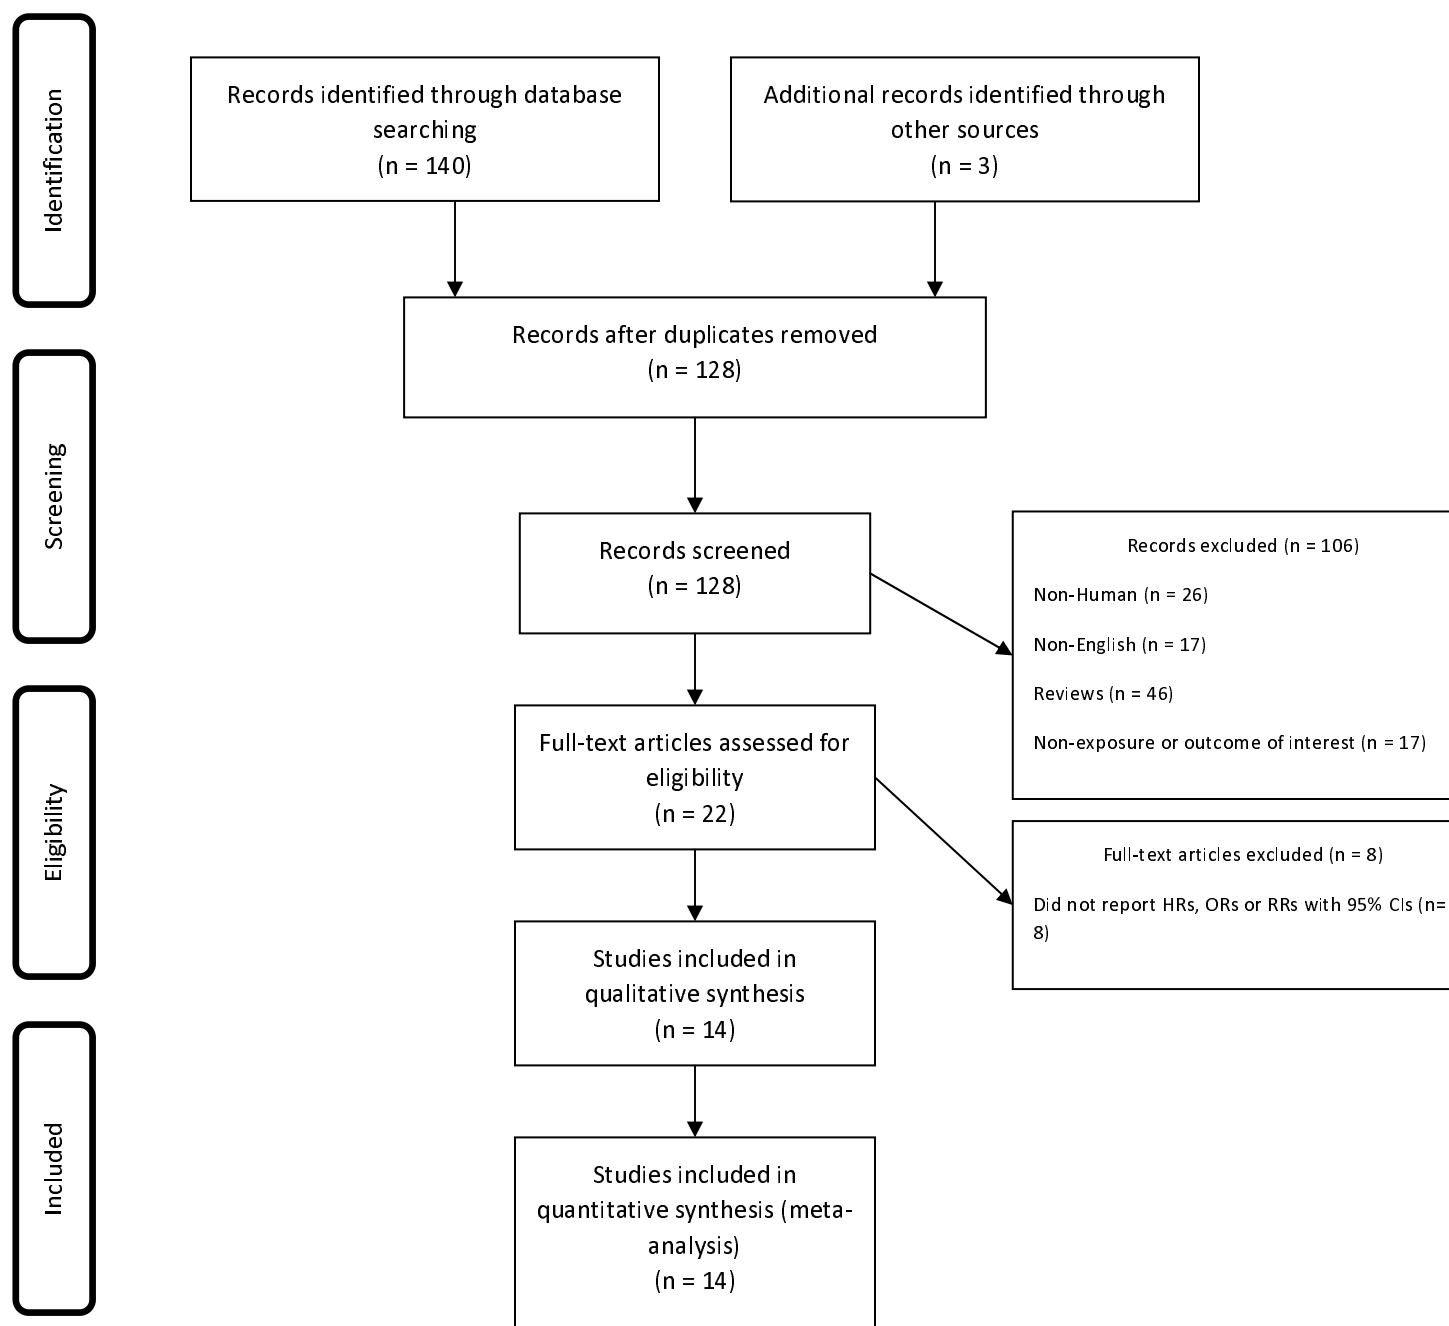 Identification
Records identified through database
searching
(n = 140)
Additional records identified through
other sources
(n = 3)
Records after duplicates removed
(n = 128)
Screening
Records screened
(n = 128)
Records excluded (n = 106)
Non-Human (n = 26)
Non-English (n = 17)
Reviews (n = 46)
Non-exposure or outcome of interest (n = 17)
Eligibility
Full-text articles assessed for
eligibility
(n = 22)
Full-text articles excluded (n = 8)
Did not report HRs, ORs or RRs with 95% CIs (n=
8)
Studies included in
qualitative synthesis
(n = 14)
Included
Studies included in
quantitative synthesis (meta-
analysis)
(n = 14)